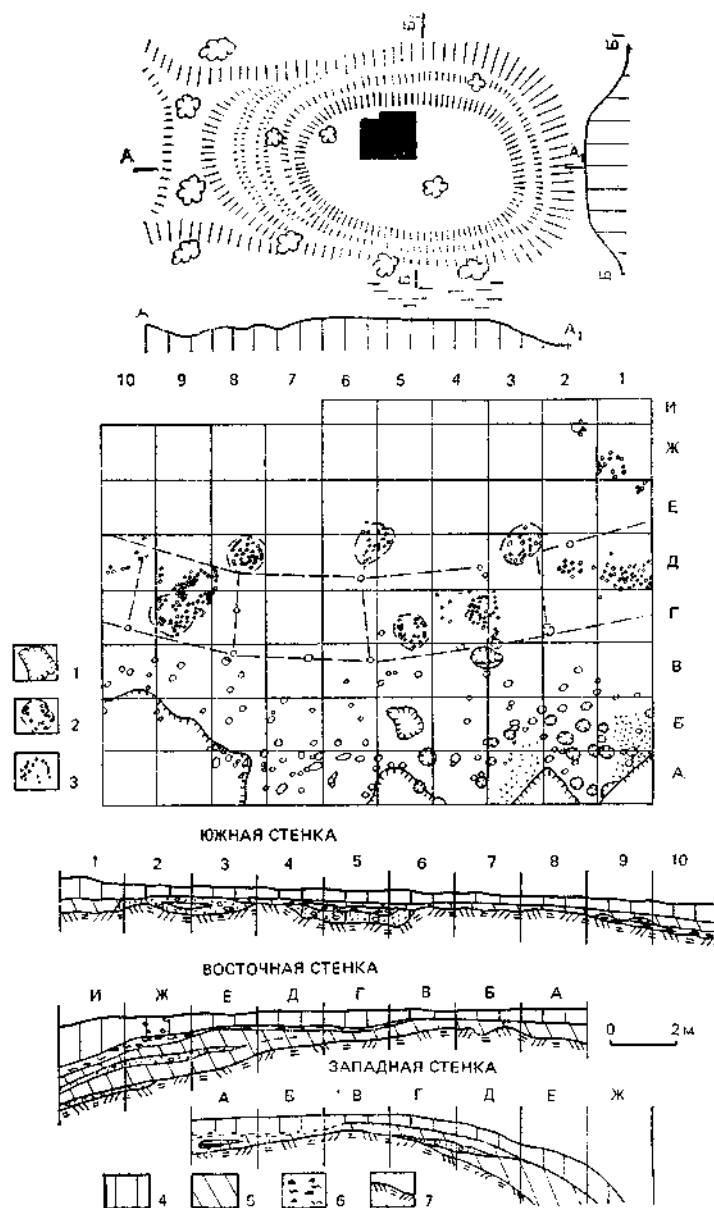 Б₁
Б₁
А
А₁
Б
Б
А
А₁
10 9 8 7 6 5 4 3 2 1
И
Ж
Е
Д
Г
В
Б
А
1
2
3
ЮЖНАЯ СТЕНКА
1 2 3 4 5 6 7 8 9 10
ВОСТОЧНАЯ СТЕНКА
И Ж Е Д Г В Б А
0 2 м
ЗАПАДНАЯ СТЕНКА
А Б В Г Д Е Ж
4 5 6 7